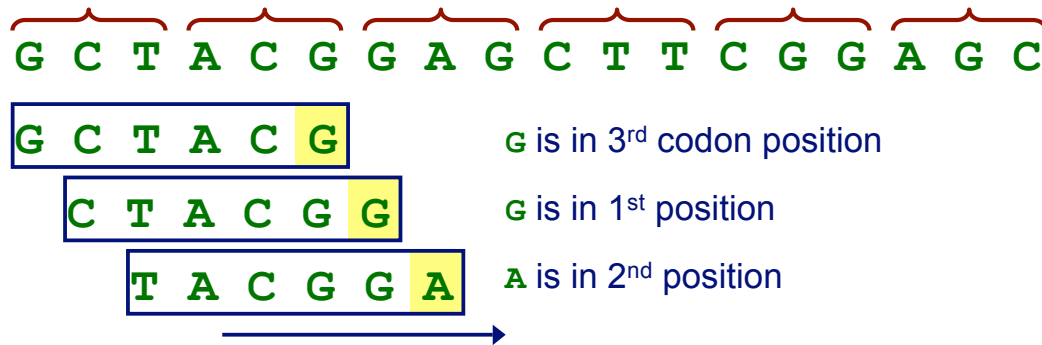 G C T A C G G A G C T T C G G A G C
G C T A C G G is in 3rd codon position
C T A C G G G is in 1st position
T A C G G A A is in 2nd position